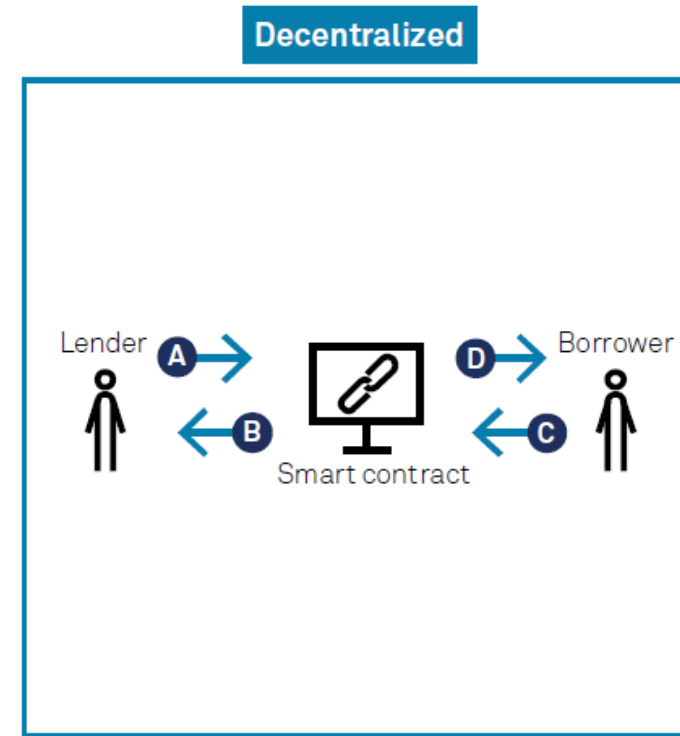 Decentralized
Lender
A
D
Borrower
B
C
Smart contract